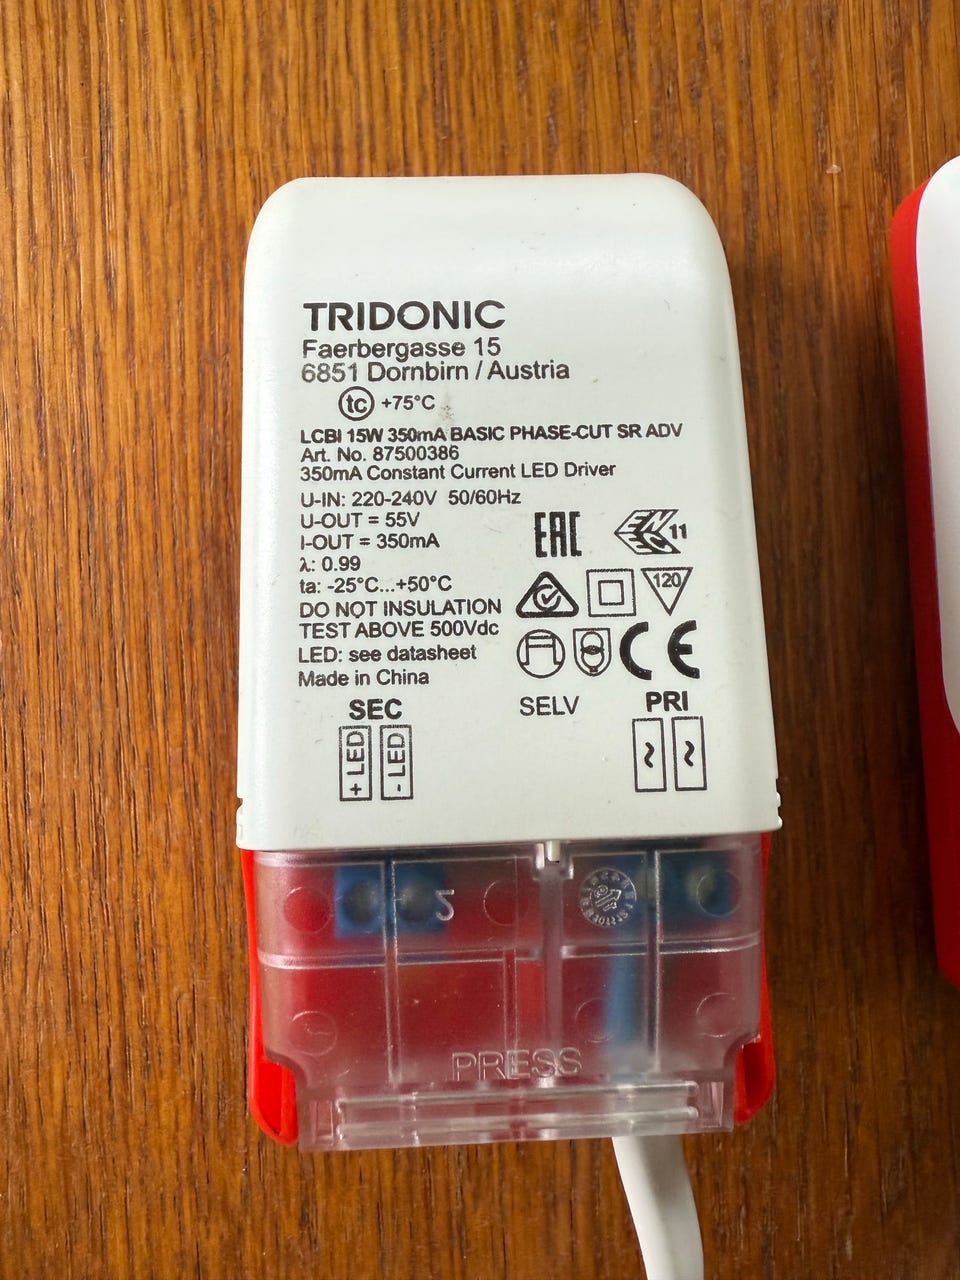 TRIDONIC
Faerbergasse 15
6851 Dornbirn / Austria
tc +75°C
LCBI 15W 350mA BASIC PHASE-CUT SR ADV
Art. No. 87500386
350mA Constant Current LED Driver
U-IN: 220-240V 50/60Hz
U-OUT = 55V
I-OUT = 350mA
λ: 0.99
ta: -25°C...+50°C
DO NOT INSULATION
TEST ABOVE 500Vdc
LED: see datasheet
Made in China
EAC
ENEC 11
120
CE
SEC
SELV
PRI
+ LED
- LED
~
~
2
PRESS